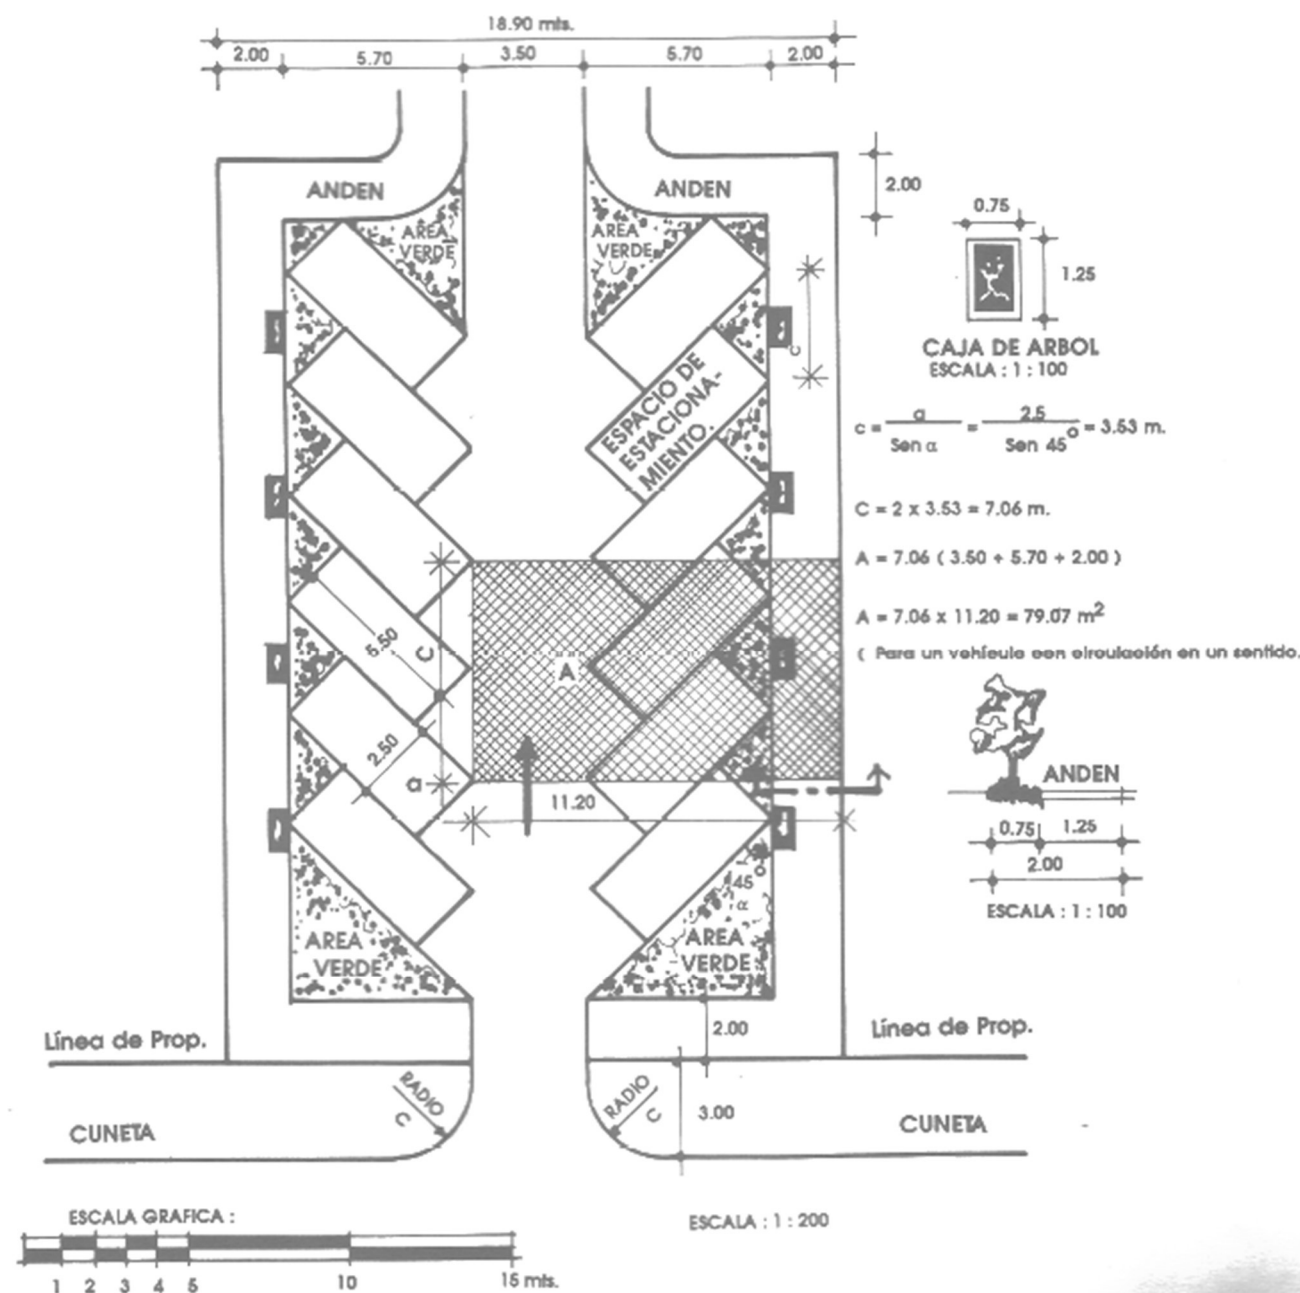 18.90 mts.
2.00 5.70 3.50 5.70 2.00
ANDEN
ANDEN
2.00
AREA
VERDE
AREA
VERDE
0.75
1.25
CAJA DE ARBOL
ESCALA : 1 : 100
c
ESPACIO DE
ESTACIONA-
MIENTO.
c = a / Sen α = 2.5 / Sen 45° = 3.53 m.
C = 2 x 3.53 = 7.06 m.
A = 7.06 ( 3.50 + 5.70 + 2.00 )
A = 7.06 x 11.20 = 79.07 m²
( Para un vehículo con circulación en un sentido.
5.50
C
A
2.50
a
11.20
ANDEN
0.75 1.25
2.00
ESCALA : 1 : 100
45°
α
AREA
VERDE
AREA
VERDE
2.00
Línea de Prop.
Línea de Prop.
RADIO
C
RADIO
C
3.00
CUNETA
CUNETA
ESCALA GRAFICA :
ESCALA : 1 : 200
1 2 3 4 5 10 15 mts.